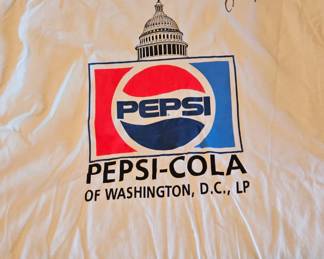 PEPSI
PEPSI-COLA
OF WASHINGTON, D.C., LP